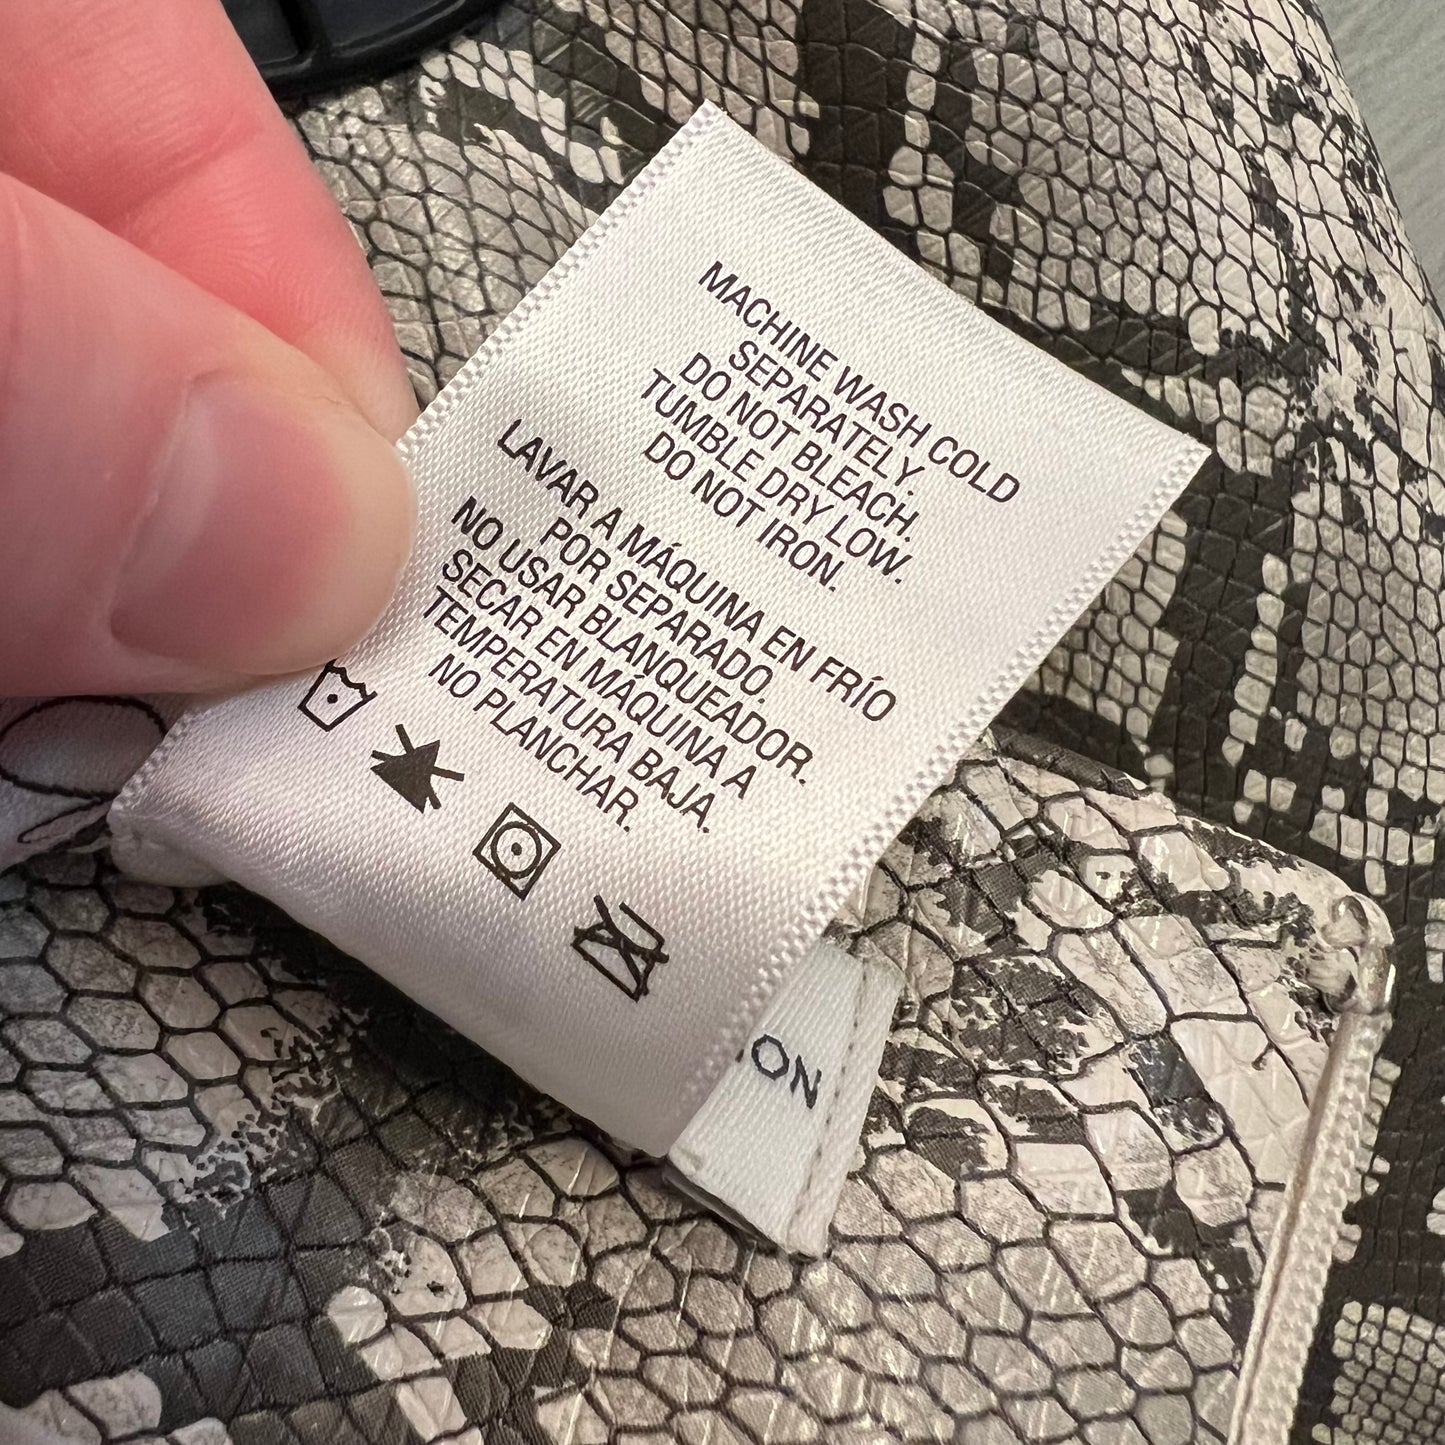 MACHINE WASH COLD
SEPARATELY.
DO NOT BLEACH.
TUMBLE DRY LOW.
DO NOT IRON.
LAVAR A MÁQUINA EN FRÍO
POR SEPARADO.
NO USAR BLANQUEADOR.
SECAR EN MÁQUINA A
TEMPERATURA BAJA.
NO PLANCHAR.
ON